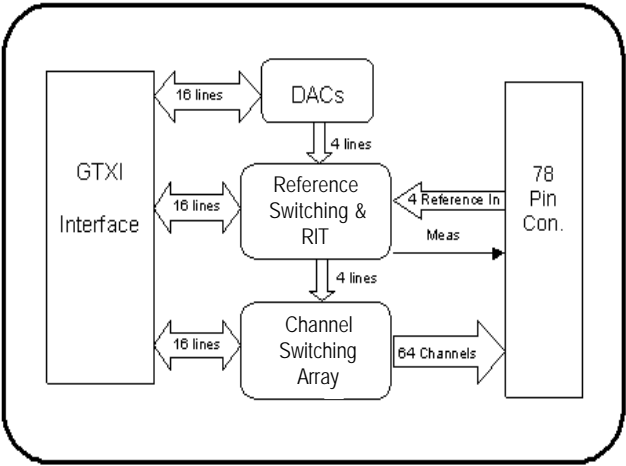 16 lines
DACs
4 lines
GTXI
Interface
16 lines
Reference
Switching &
RIT
4 Reference In
Meas
78
Pin
Con.
4 lines
16 lines
Channel
Switching
Array
64 Channels